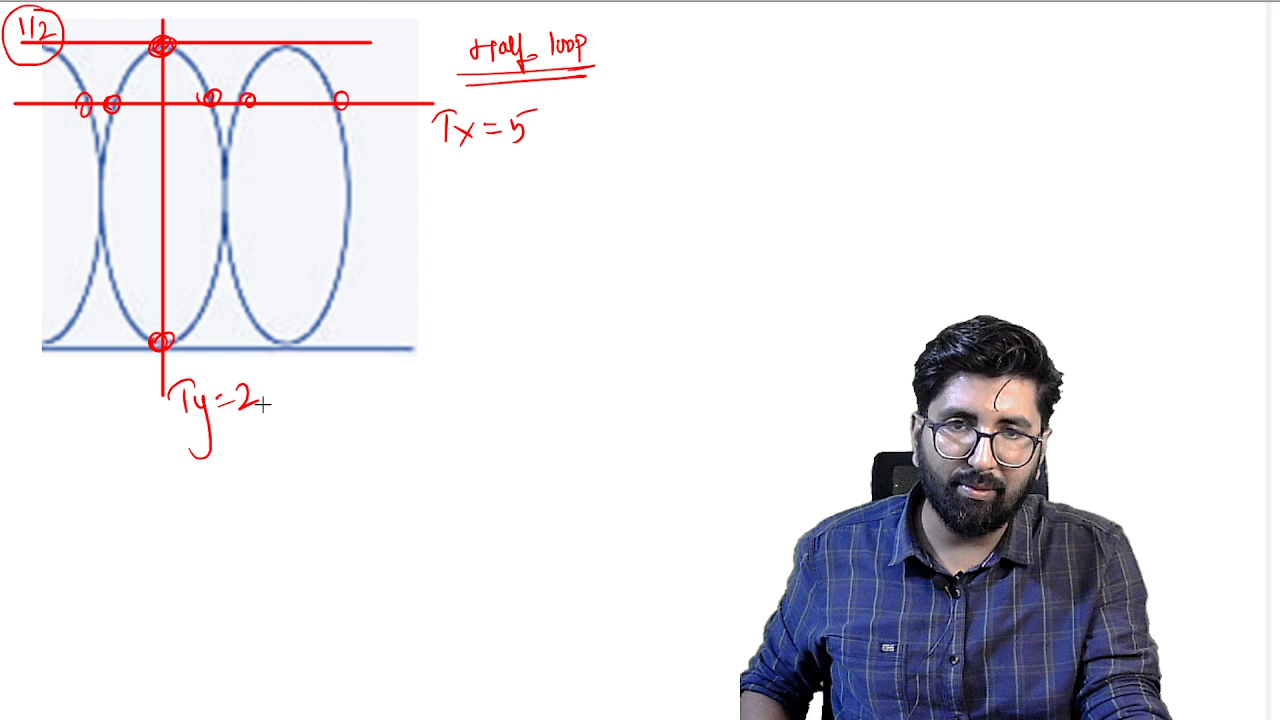 1/2
Half loop
Tx = 5
Ty = 2